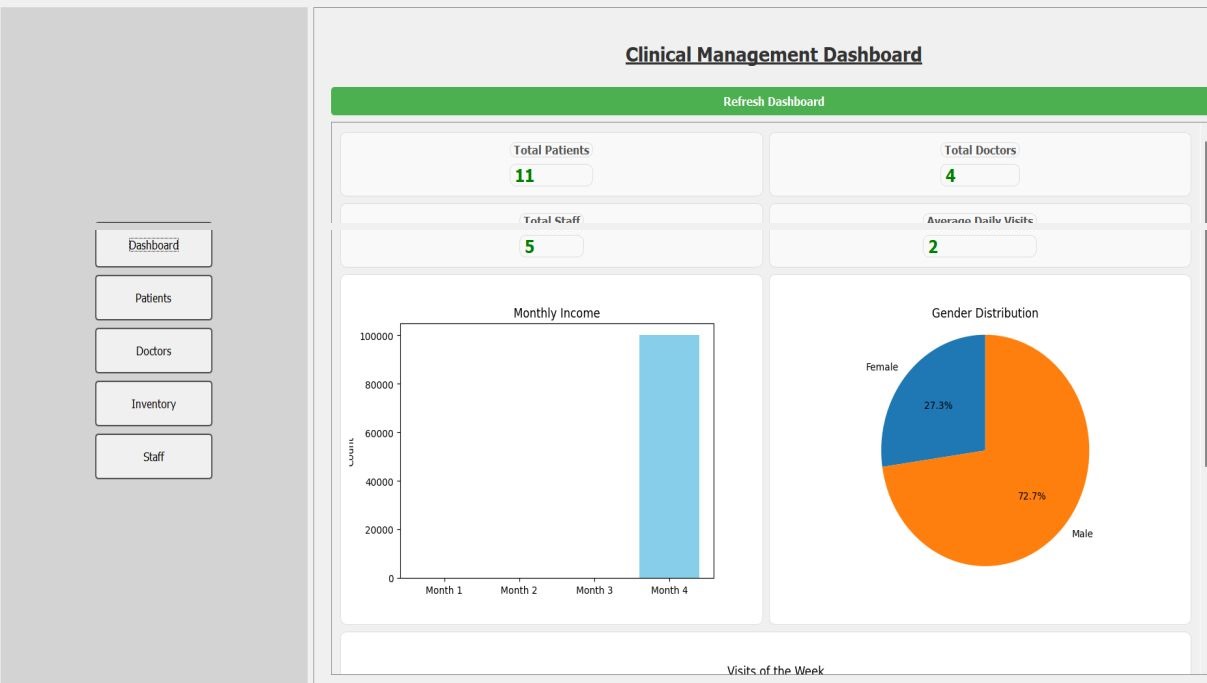 Clinical Management Dashboard
Refresh Dashboard
Total Patients
11
Total Doctors
4
Total Staff
5
Average Daily Visits
2
Dashboard
Patients
Doctors
Inventory
Staff
Monthly Income
100000
80000
60000
40000
20000
0
Count
Month 1 Month 2 Month 3 Month 4
Gender Distribution
Female
27.3%
72.7%
Male
Visits of the Week